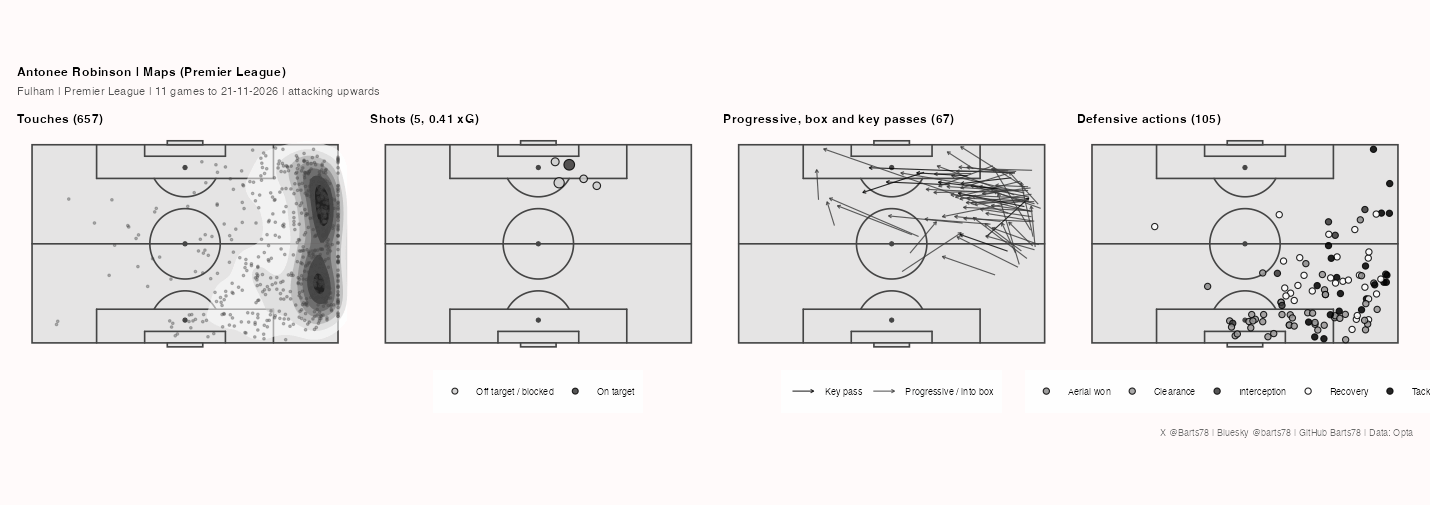 Antonee Robinson | Maps (Premier League)
Fulham | Premier League | 11 games to 21-11-2026 | attacking upwards
Touches (657)
Shots (5, 0.41 xG)
Progressive, box and key passes (67)
Defensive actions (105)
Off target / blocked
On target
Key pass
Progressive / into box
Aerial won
Clearance
Interception
Recovery
Tack
X @Barts78 | Bluesky @barts78 | GitHub Barts78 | Data: Opta